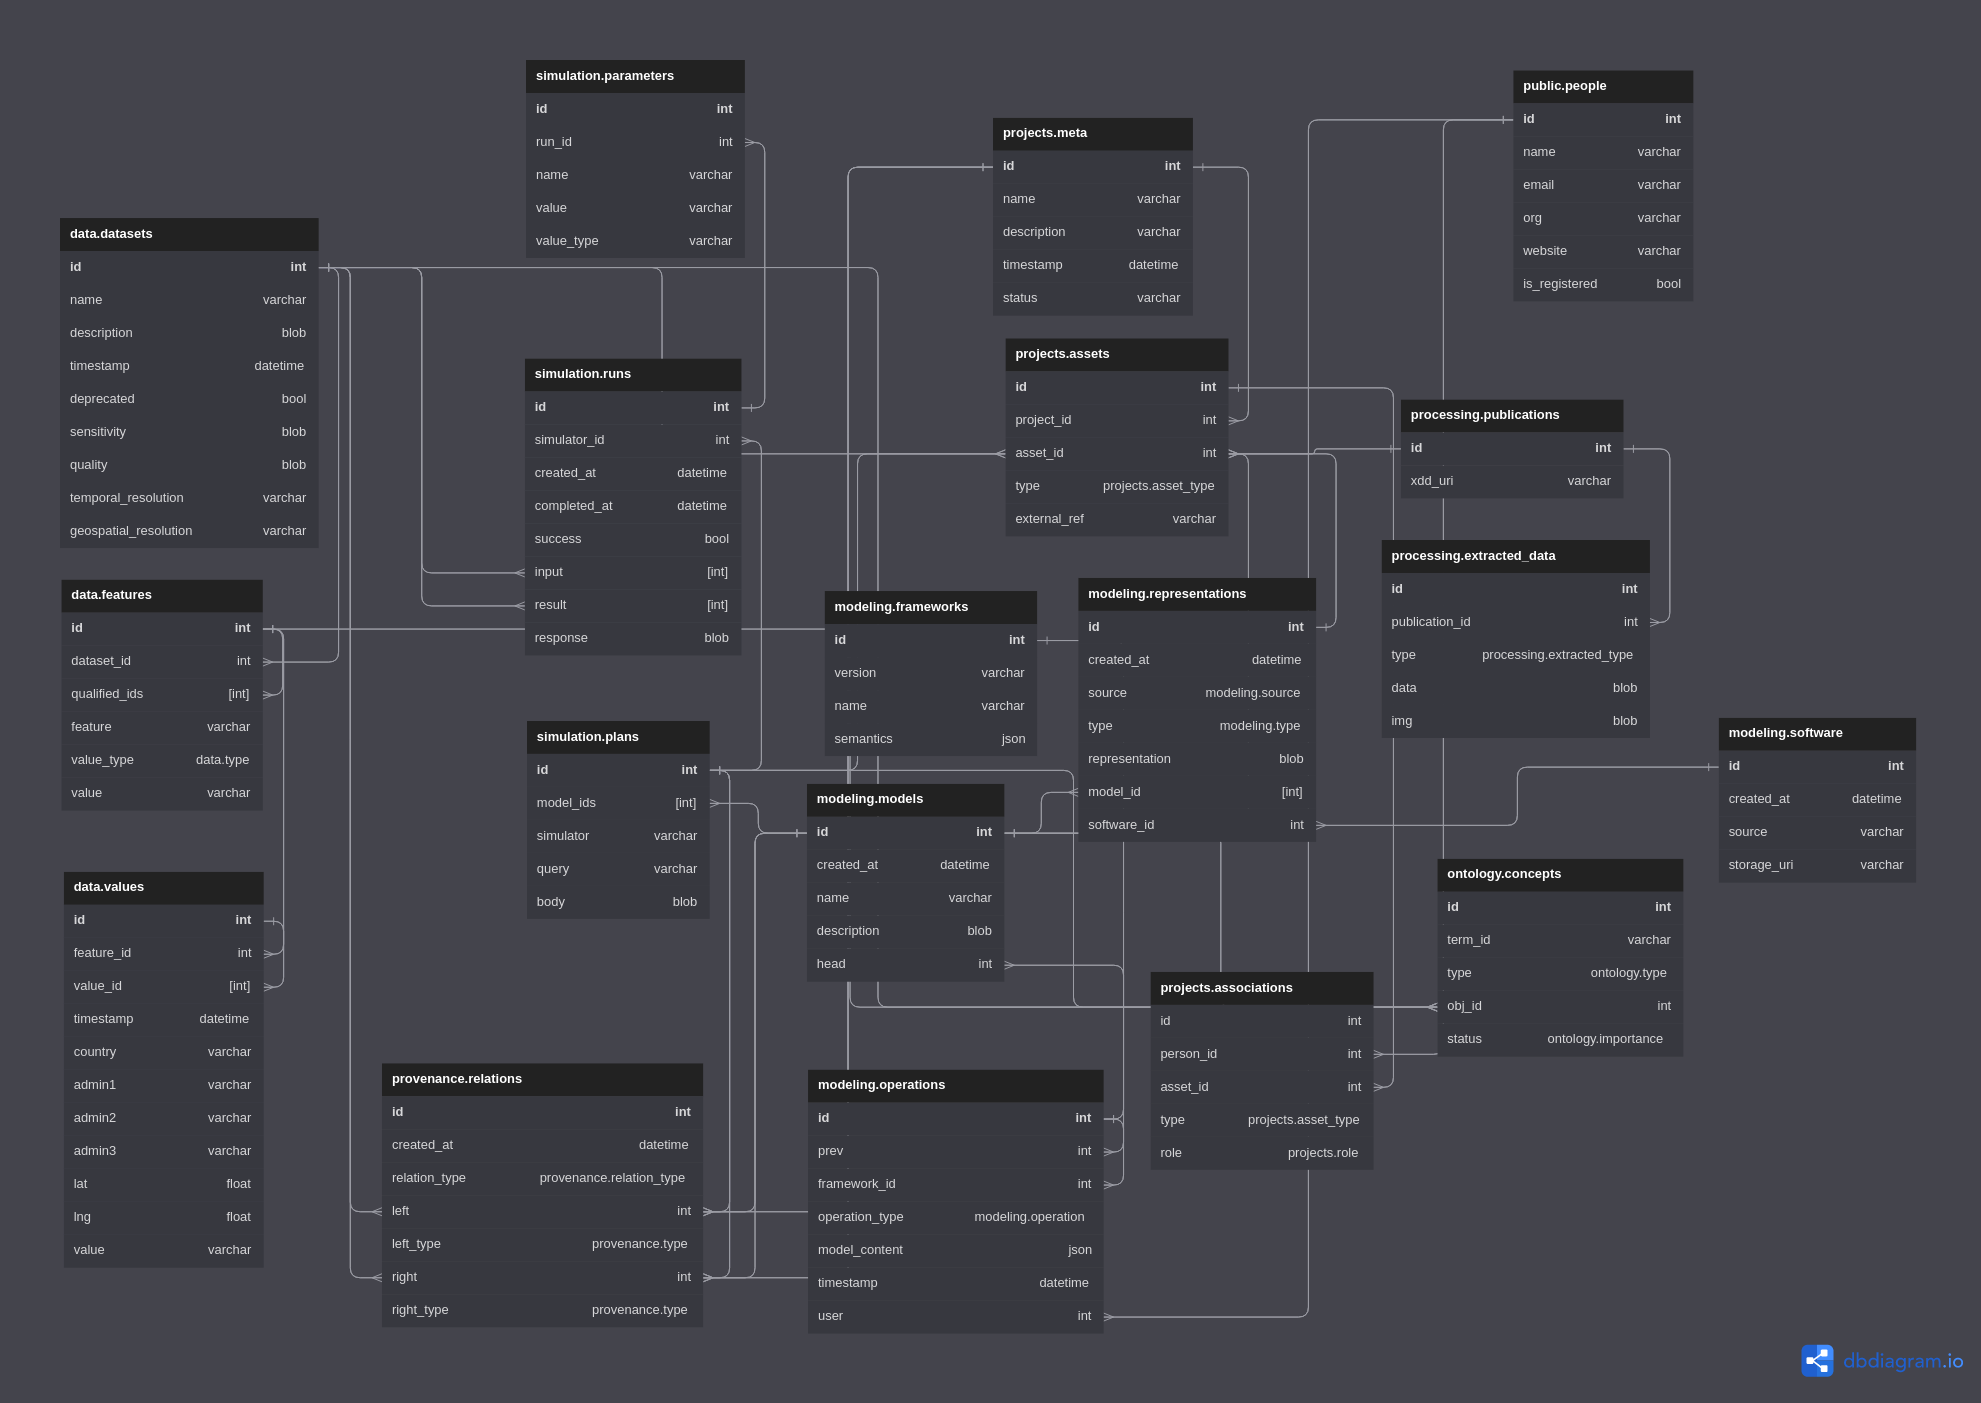 simulation.parameters
id int
run_id int
name varchar
value varchar
value_type varchar
public.people
id int
name varchar
email varchar
org varchar
website varchar
is_registered bool
projects.meta
id int
name varchar
description varchar
timestamp datetime
status varchar
data.datasets
id int
name varchar
description blob
timestamp datetime
deprecated bool
sensitivity blob
quality blob
temporal_resolution varchar
geospatial_resolution varchar
simulation.runs
id int
simulator_id int
created_at datetime
completed_at datetime
success bool
input [int]
result [int]
response blob
projects.assets
id int
project_id int
asset_id int
type projects.asset_type
external_ref varchar
processing.publications
id int
xdd_uri varchar
processing.extracted_data
id int
publication_id int
type processing.extracted_type
data blob
img blob
data.features
id int
dataset_id int
qualified_ids [int]
feature varchar
value_type data.type
value varchar
modeling.frameworks
id int
version varchar
name varchar
semantics json
modeling.representations
id int
created_at datetime
source modeling.source
type modeling.type
representation blob
model_id [int]
software_id int
simulation.plans
id int
model_ids [int]
simulator varchar
query varchar
body blob
modeling.software
id int
created_at datetime
source varchar
storage_uri varchar
modeling.models
id int
created_at datetime
name varchar
description blob
head int
data.values
id int
feature_id int
value_id [int]
timestamp datetime
country varchar
admin1 varchar
admin2 varchar
admin3 varchar
lat float
lng float
value varchar
ontology.concepts
id int
term_id varchar
type ontology.type
obj_id int
status ontology.importance
projects.associations
id int
person_id int
asset_id int
type projects.asset_type
role projects.role
provenance.relations
id int
created_at datetime
relation_type provenance.relation_type
left int
left_type provenance.type
right int
right_type provenance.type
modeling.operations
id int
prev int
framework_id int
operation_type modeling.operation
model_content json
timestamp datetime
user int
dbdiagram.io